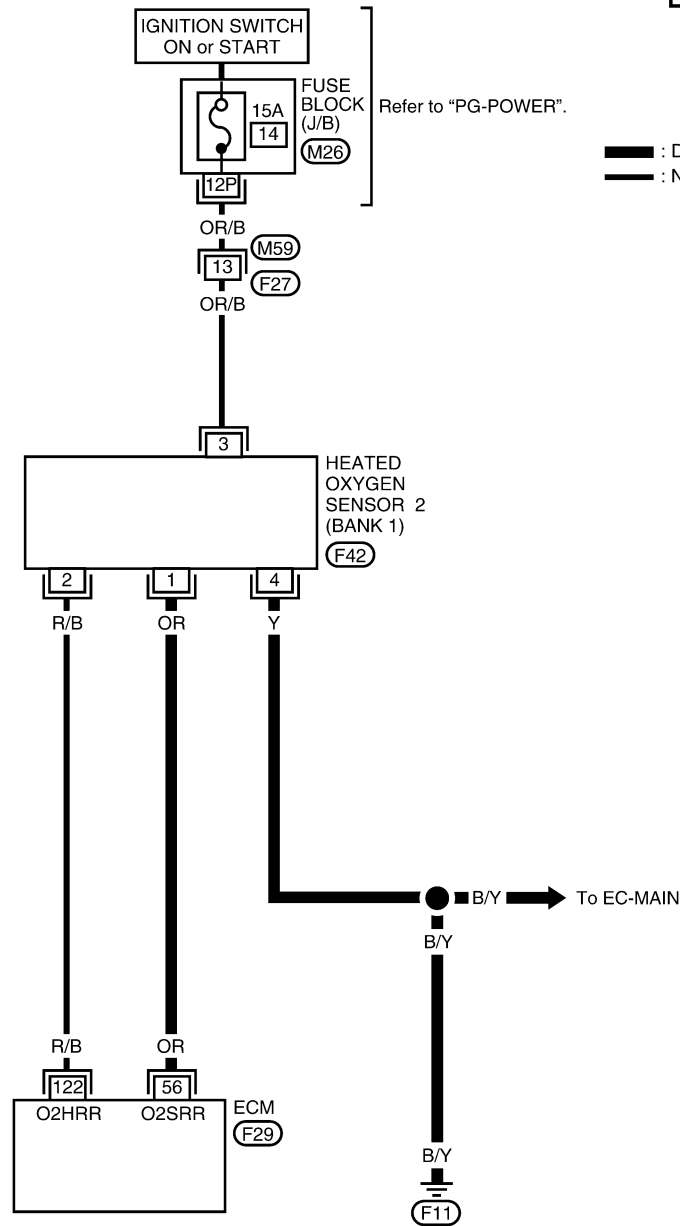 IGNITION SWITCH
ON or START
FUSE
BLOCK
(J/B)
15A
14
M26
Refer to “PG-POWER”.
: D
: N
12P
OR/B
M59
13
F27
OR/B
3
HEATED
OXYGEN
SENSOR 2
(BANK 1)
F42
2 1 4
R/B OR Y
B/Y To EC-MAIN
B/Y
R/B OR
122 56
O2HRR O2SRR
ECM
F29
B/Y
F11